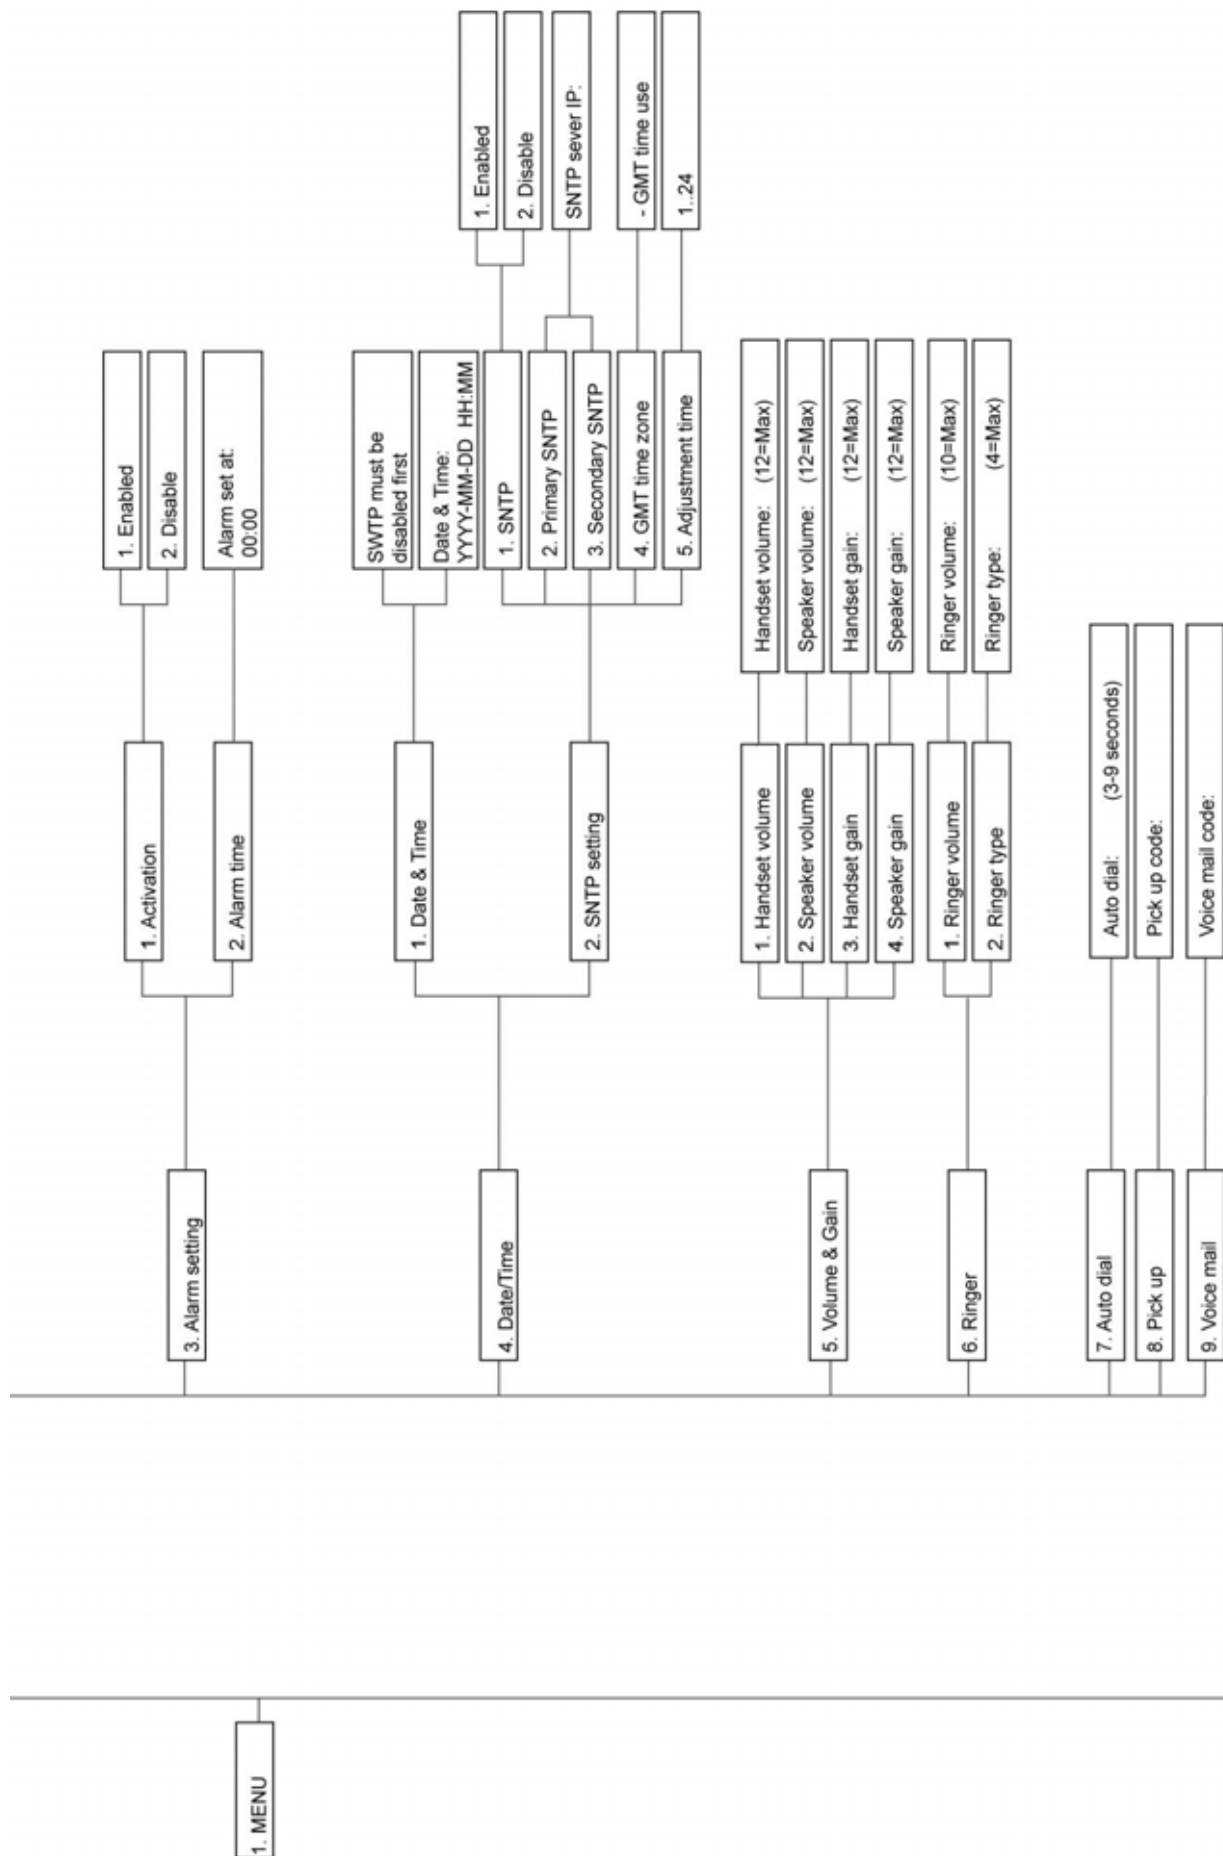 1. MENU
3. Alarm setting
1. Activation
1. Enabled
2. Disable
2. Alarm time
Alarm set at:
00:00
4. Date/Time
1. Date & Time
SWTP must be
disabled first
Date & Time:
YYYY-MM-DD HH:MM
2. SNTP setting
1. SNTP
1. Enabled
2. Disable
2. Primary SNTP
3. Secondary SNTP
SNTP sever IP:
4. GMT time zone
- GMT time use
5. Adjustment time
1..24
5. Volume & Gain
1. Handset volume
Handset volume: (12=Max)
2. Speaker volume
Speaker volume: (12=Max)
3. Handset gain
Handset gain: (12=Max)
4. Speaker gain
Speaker gain: (12=Max)
6. Ringer
1. Ringer volume
Ringer volume: (10=Max)
2. Ringer type
Ringer type: (4=Max)
7. Auto dial
Auto dial: (3-9 seconds)
8. Pick up
Pick up code:
9. Voice mail
Voice mail code: